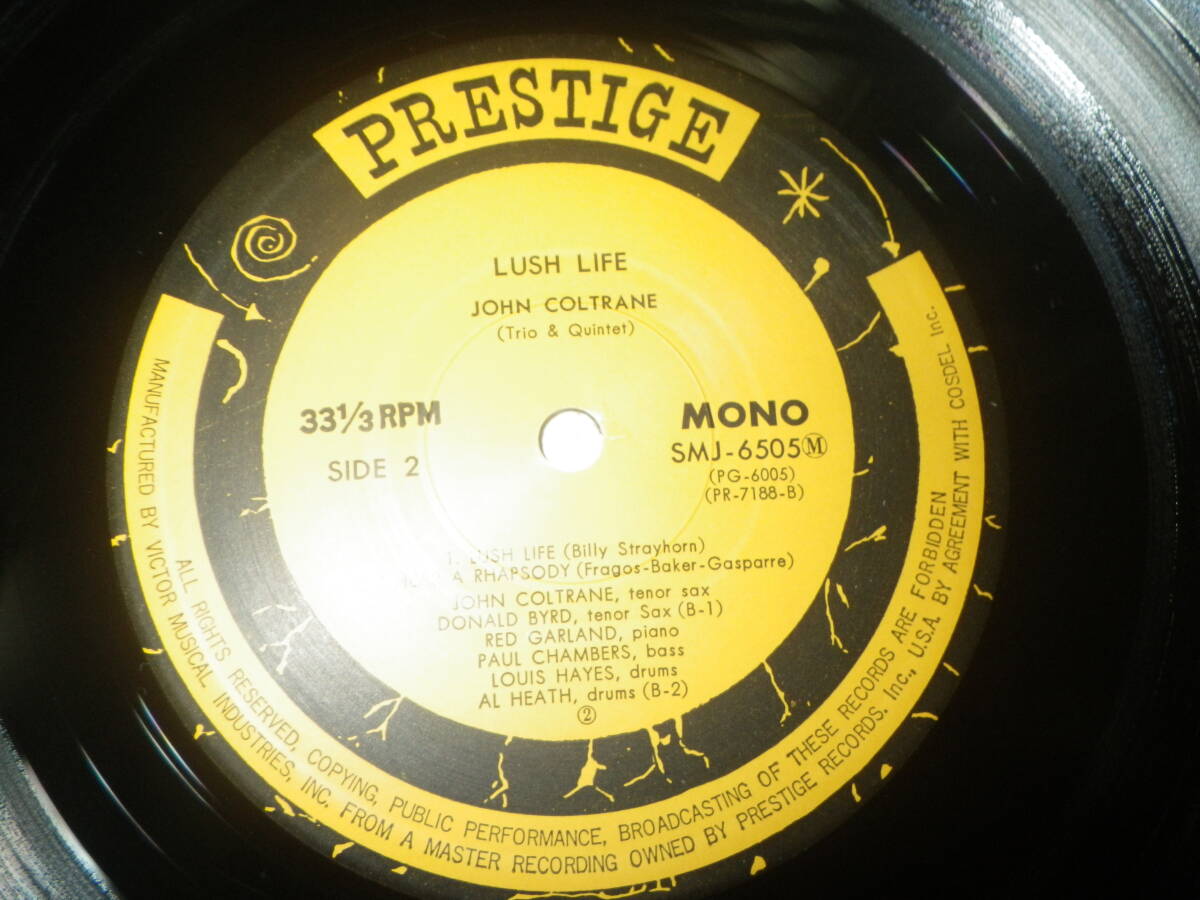 PRESTIGE
LUSH LIFE
JOHN COLTRANE
(Trio & Quintet)
33 1/3 RPM
SIDE 2
MONO
SMJ-6505 Ⓜ
(PG-6005)
(PR-7188-B)
1. LUSH LIFE (Billy Strayhorn)
A RHAPSODY (Fragos-Baker-Gasparre)
JOHN COLTRANE, tenor sax
DONALD BYRD, tenor Sax (B-1)
RED GARLAND, piano
PAUL CHAMBERS, bass
LOUIS HAYES, drums
AL HEATH, drums (B-2)
②
ALL RIGHTS RESERVED, COPYING, PUBLIC PERFORMANCE, BROADCASTING OF THESE RECORDS ARE FORBIDDEN
MANUFACTURED BY VICTOR MUSICAL INDUSTRIES, INC. FROM A MASTER RECORDING OWNED BY PRESTIGE RECORDS. Inc., U.S.A. BY AGREEMENT WITH COSDEL Inc.